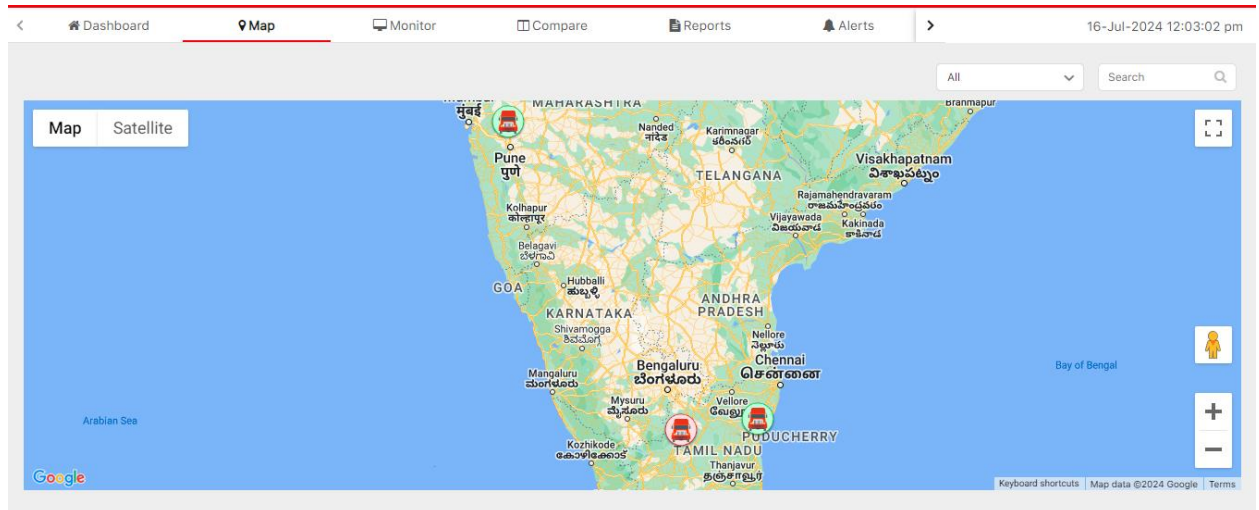 Dashboard
Map
Monitor
Compare
Reports
Alerts
16-Jul-2024 12:03:02 pm
All
Search
Map
Satellite
मुंबई
MAHARASHTRA
Brahmapur
Nanded
नांदेड
Karimnagar
కరీంనగర్
Pune
पुणे
Visakhapatnam
విశాఖపట్నం
TELANGANA
Rajamahendravaram
రాజమహేంద్రవరం
Kolhapur
कोल्हापूर
Vijayawada
విజయవాడ
Kakinada
కాకినాడ
Belagavi
ಬೆಳಗಾವಿ
GOA
Hubballi
ಹುಬ್ಬಳ್ಳಿ
ANDHRA
PRADESH
KARNATAKA
Shivamogga
ಶಿವಮೊಗ್ಗ
Nellore
నెల్లూరు
Chennai
சென்னை
Bengaluru
ಬೆಂಗಳೂರು
Mangaluru
ಮಂಗಳೂರು
Bay of Bengal
Mysuru
ಮೈಸೂರು
Vellore
Arabian Sea
PUDUCHERRY
Kozhikode
കോഴിക്കോട്
TAMIL NADU
Thanjavur
தஞ்சாவூர்
Google
Keyboard shortcuts
Map data ©2024 Google
Terms